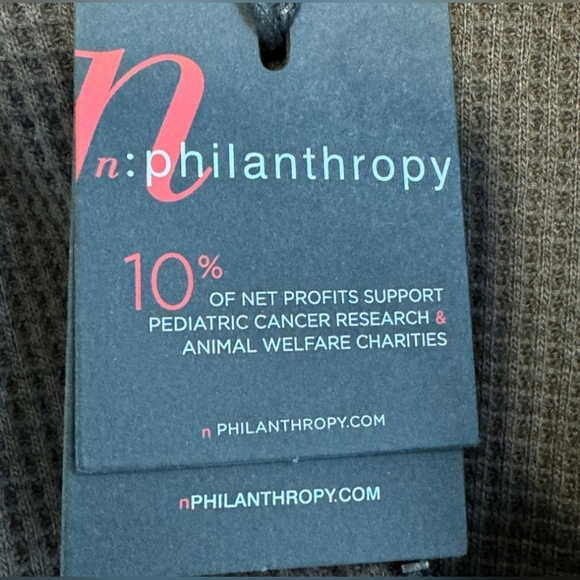 n
n:philanthropy
10%
OF NET PROFITS SUPPORT
PEDIATRIC CANCER RESEARCH &
ANIMAL WELFARE CHARITIES
n PHILANTHROPY.COM
nPHILANTHROPY.COM